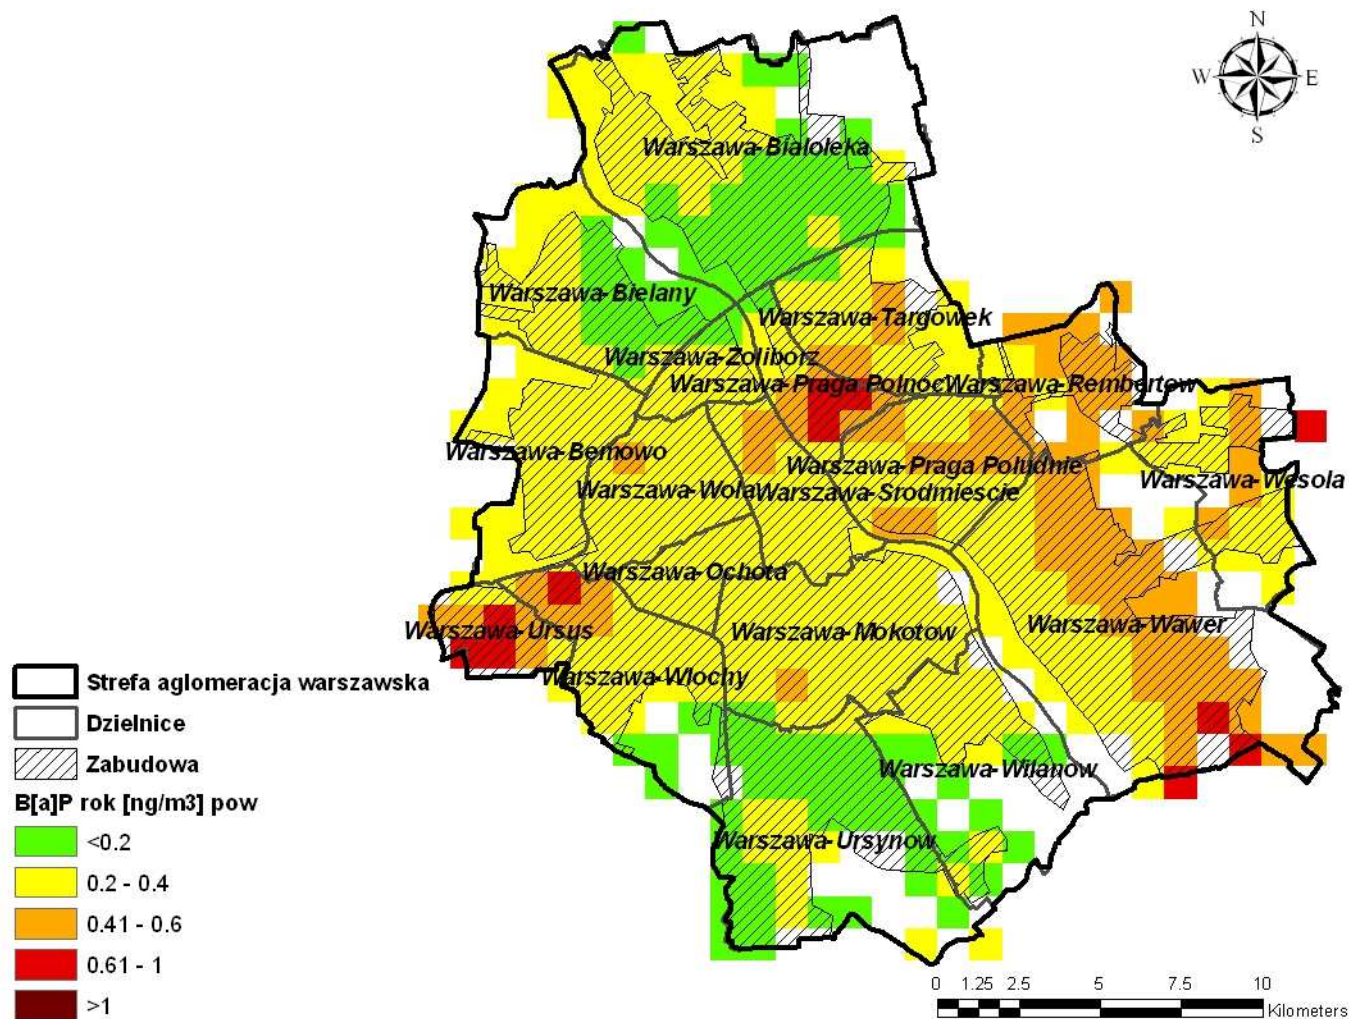 N
W E
S
Warszawa-Bialoleka
Warszawa-Bielany
Warszawa-Targowek
Warszawa-Zoliborz
Warszawa-Praga Polnoc
Warszawa-Rembertow
Warszawa-Bemowo
Warszawa-Praga Poludnie
Warszawa-Wola
Warszawa-Srodmiescie
Warszawa-Wesola
Warszawa-Ochota
Warszawa-Ursus
Warszawa-Mokotow
Warszawa-Wawer
Warszawa-Wlochy
Warszawa-Wilanow
Warszawa-Ursynow
Strefa aglomeracja warszawska
Dzielnice
Zabudowa
B[a]P rok [ng/m3] pow
<0.2
0.2 - 0.4
0.41 - 0.6
0.61 - 1
>1
0 1.25 2.5 5 7.5 10
Kilometers